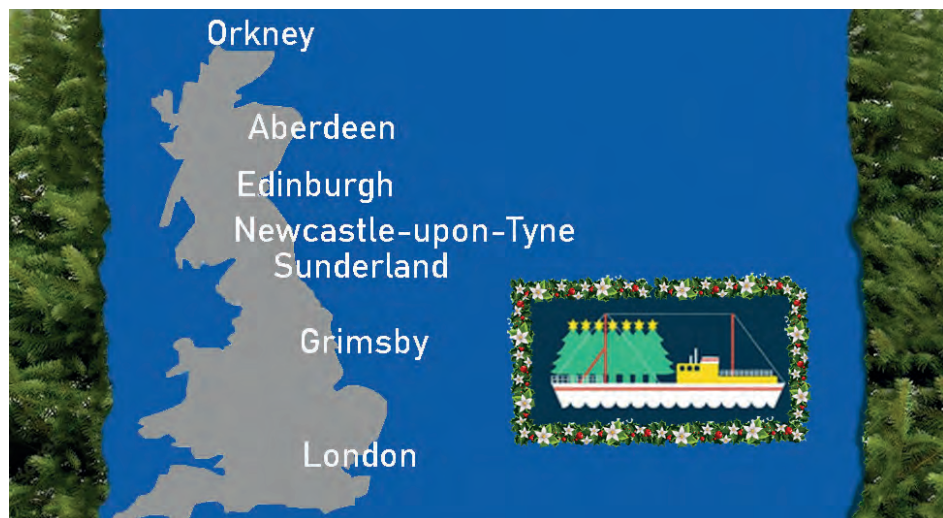 Orkney
Aberdeen
Edinburgh
Newcastle-upon-Tyne
Sunderland
Grimsby
London